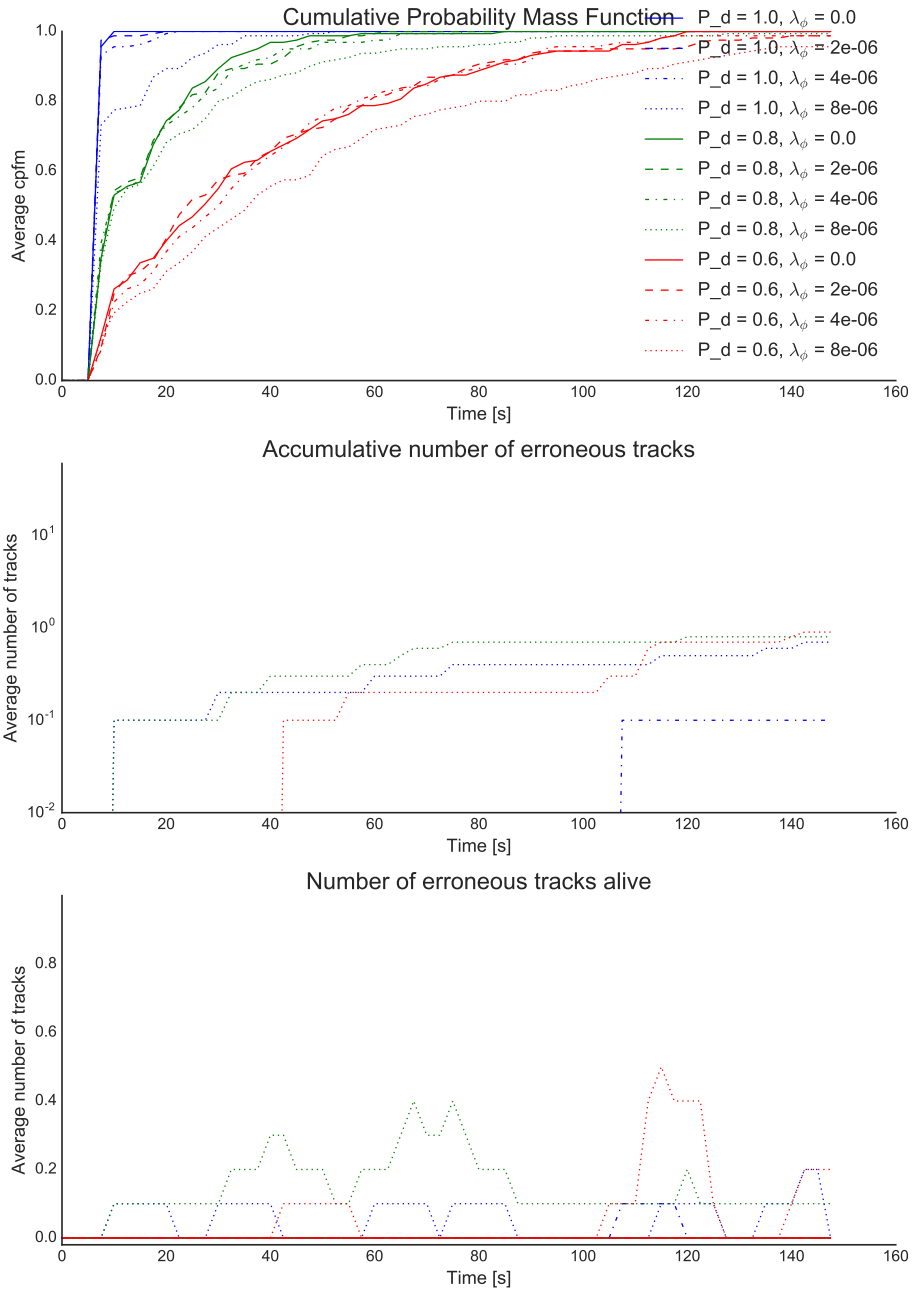 Cumulative Probability Mass Function
P_d = 1.0, λ_ϕ = 0.0
P_d = 1.0, λ_ϕ = 2e-06
P_d = 1.0, λ_ϕ = 4e-06
P_d = 1.0, λ_ϕ = 8e-06
P_d = 0.8, λ_ϕ = 0.0
P_d = 0.8, λ_ϕ = 2e-06
P_d = 0.8, λ_ϕ = 4e-06
P_d = 0.8, λ_ϕ = 8e-06
P_d = 0.6, λ_ϕ = 0.0
P_d = 0.6, λ_ϕ = 2e-06
P_d = 0.6, λ_ϕ = 4e-06
P_d = 0.6, λ_ϕ = 8e-06
Average cpfm
1.0
0.8
0.6
0.4
0.2
0.0
0 20 40 60 80 100 120 140 160
Time [s]
Accumulative number of erroneous tracks
Average number of tracks
10^1
10^0
10^-1
10^-2
0 20 40 60 80 100 120 140 160
Time [s]
Number of erroneous tracks alive
Average number of tracks
0.8
0.6
0.4
0.2
0.0
0 20 40 60 80 100 120 140 160
Time [s]